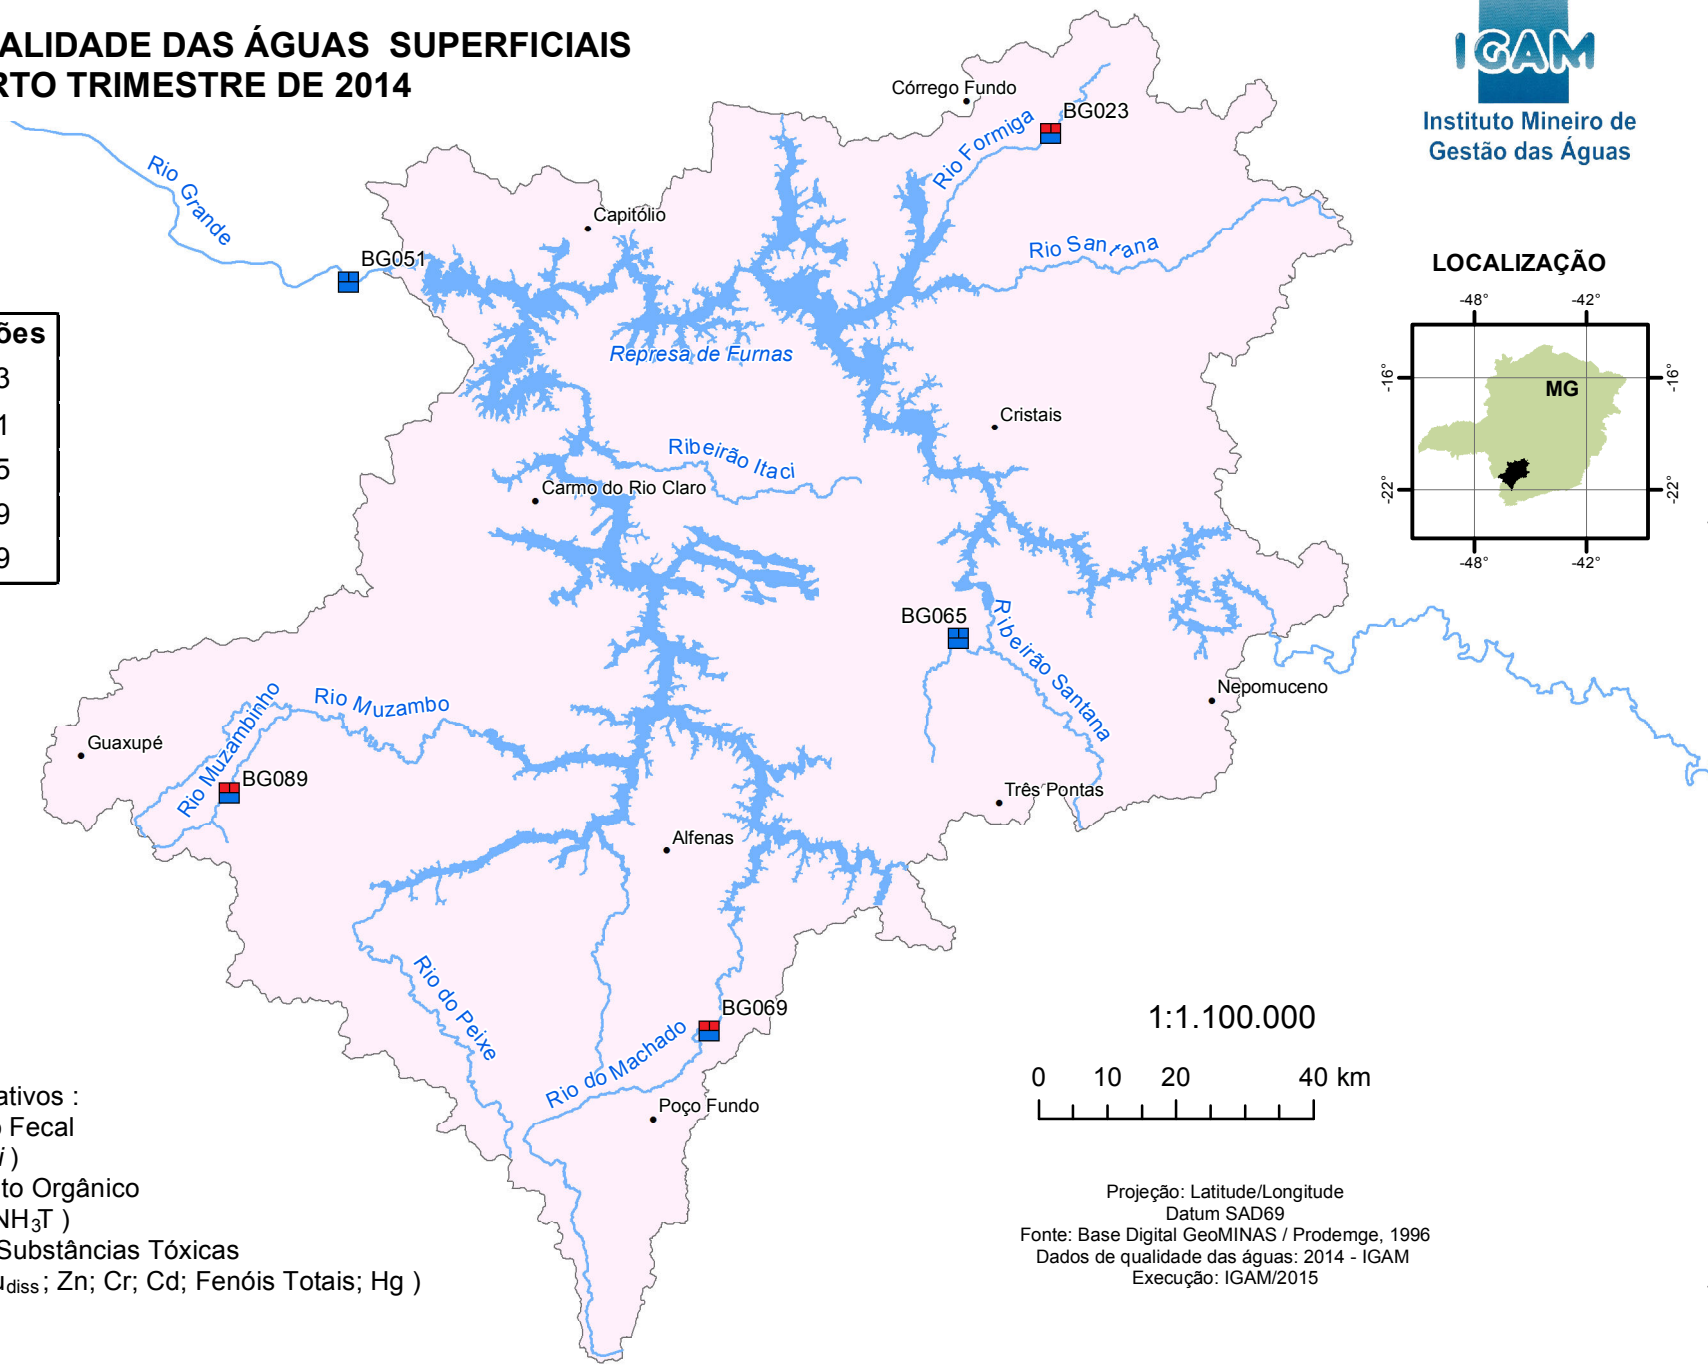 ALIDADE DAS ÁGUAS SUPERFICIAIS
RTO TRIMESTRE DE 2014
IGAM
Instituto Mineiro de
Gestão das Águas
LOCALIZAÇÃO
-48°
-42°
-16°
-16°
MG
-22°
-22°
-48°
-42°
ões
3
1
5
9
9
Córrego Fundo
BG023
Rio Formiga
Rio Grande
Capitólio
BG051
Rio Santana
Represa de Furnas
Cristais
Ribeirão Itaci
Carmo do Rio Claro
BG065
Ribeirão Santana
Nepomuceno
Rio Muzambo
Rio Muzambinho
Guaxupé
BG089
Três Pontas
Alfenas
Rio do Peixe
BG069
Rio do Machado
Poço Fundo
ativos :
o Fecal
i )
to Orgânico
NH₃T )
Substâncias Tóxicas
u diss ; Zn; Cr; Cd; Fenóis Totais; Hg )
1:1.100.000
0 10 20 40 km
Projeção: Latitude/Longitude
Datum SAD69
Fonte: Base Digital GeoMINAS / Prodemge, 1996
Dados de qualidade das águas: 2014 - IGAM
Execução: IGAM/2015